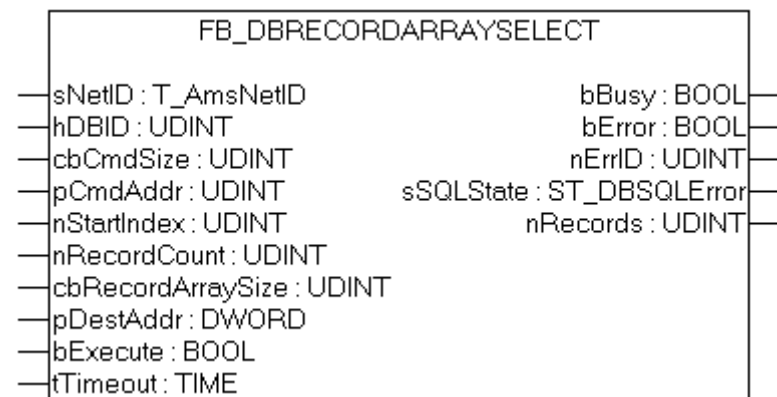 FB_DBRECORDARRAYSELECT
sNetID : T_AmsNetID bBusy : BOOL
hDBID : UDINT bError : BOOL
cbCmdSize : UDINT nErrID : UDINT
pCmdAddr : UDINT sSQLState : ST_DBSQLError
nStartIndex : UDINT nRecords : UDINT
nRecordCount : UDINT
cbRecordArraySize : UDINT
pDestAddr : DWORD
bExecute : BOOL
tTimeout : TIME